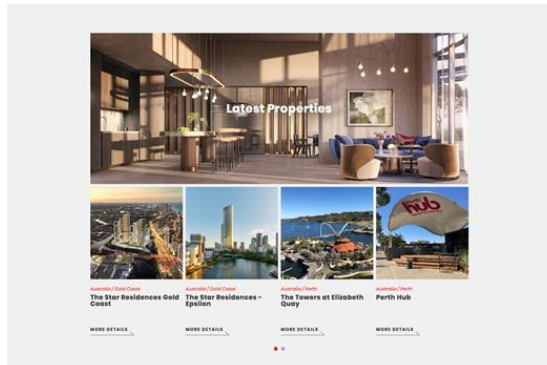 Latest Properties
Perth
hub
Australia / Gold Coast
The Star Residences Gold
Coast
MORE DETAILS
Australia / Gold Coast
The Star Residences -
Epsilon
MORE DETAILS
Australia / Perth
The Towers at Elizabeth
Quay
MORE DETAILS
Australia / Perth
Perth Hub
MORE DETAILS